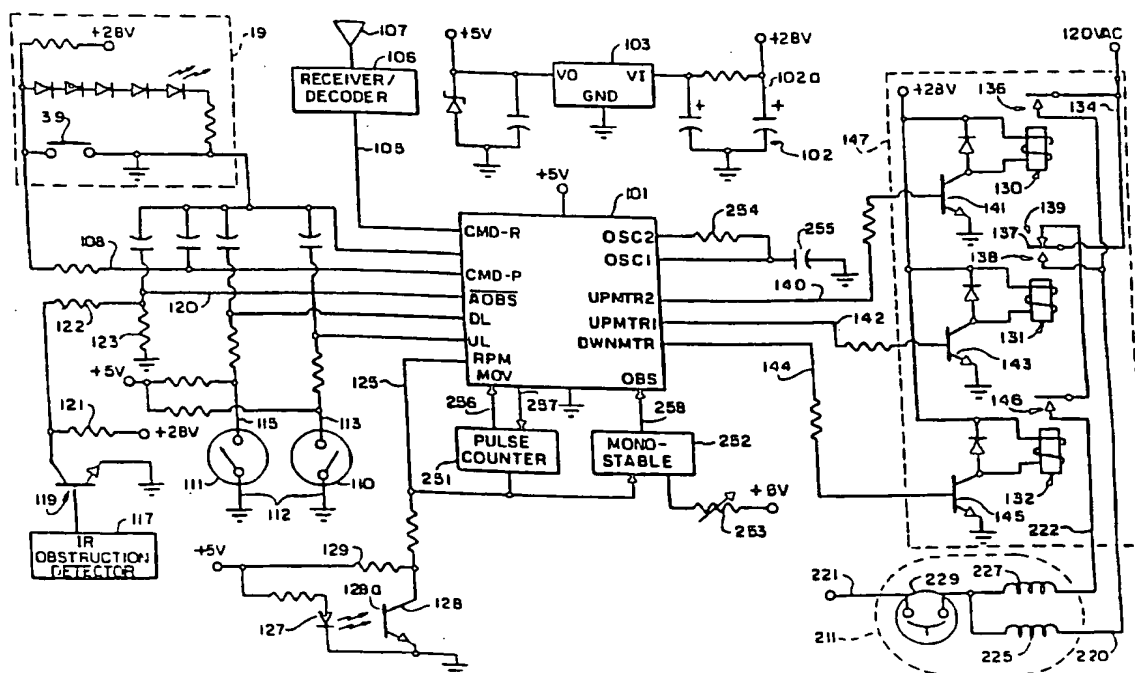 +28V
19
39
107
106
RECEIVER/
DECODER
105
+5V
103
VO
VI
GND
+28V
102a
102
120VAC
+28V
136
134
147
130
141
139
137
138
131
143
146
132
145
222
+5V
101
CMD-R
CMD-P
AOBS
DL
UL
RPM
MOV
OSC2
OSC1
UPMTR2
UPMTR1
DWNMTR
OBS
254
255
140
142
144
108
120
122
123
+5V
121
+28V
115
113
111
110
112
119
117
IR
OBSTRUCTION
DETECTOR
125
256
257
258
PULSE
COUNTER
251
MONO-
STABLE
252
253
+6V
+5V
129
128a
128
127
221
229
227
225
211
220